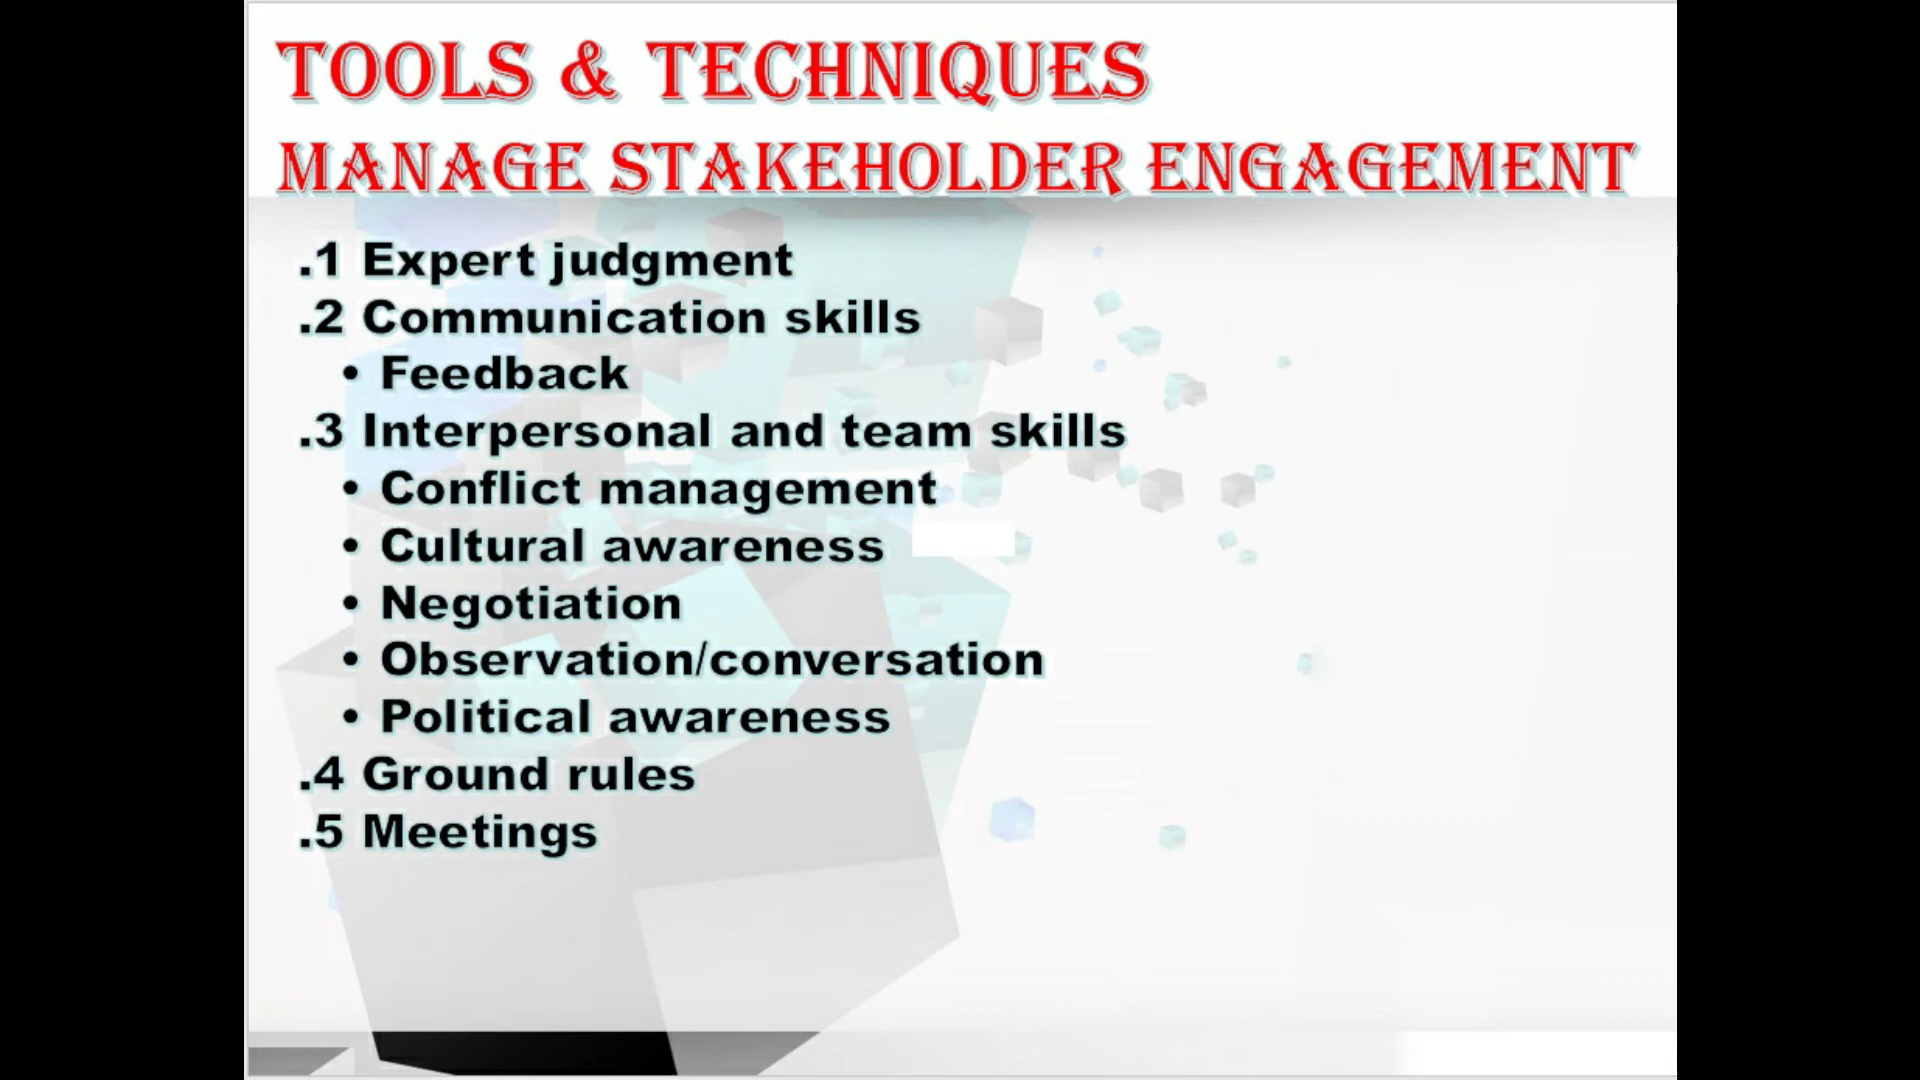 TOOLS & TECHNIQUES
MANAGE STAKEHOLDER ENGAGEMENT
.1 Expert judgment
.2 Communication skills
• Feedback
.3 Interpersonal and team skills
• Conflict management
• Cultural awareness
• Negotiation
• Observation/conversation
• Political awareness
.4 Ground rules
.5 Meetings